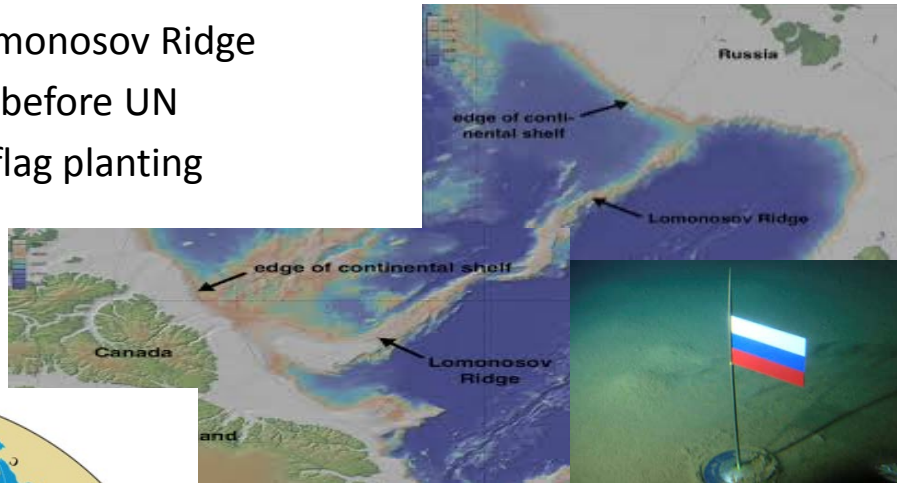 monosov Ridge
before UN
flag planting
Russia
edge of conti-
nental shelf
Lomonosov Ridge
edge of continental shelf
Canada
Lomonosov
Ridge
and